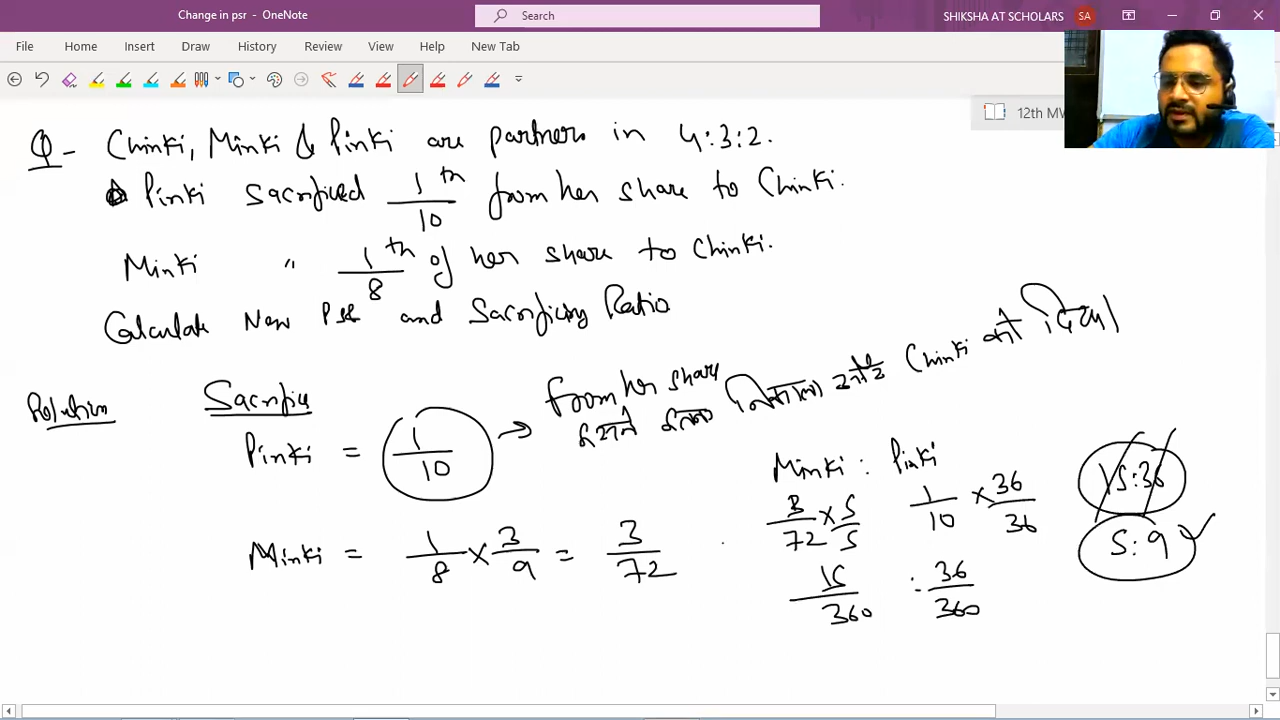 Change in psr - OneNote
Search
SHIKSHA AT SCHOLARS SA
File Home Insert Draw History Review View Help New Tab
12th MW
Q - Chinki, Minki & Pinki are partners in 4:3:2.
Pinki sacrificed 1/10 th from her share to Chinki.
Minki " 1/8 th of her share to Chinki.
Calculate New PSR and Sacrificing Ratio
Solution Sacrifice
Pinki = 1/10 → from her share
Chinki को दिया
Minki = 1/8 × 3/9 = 3/72
Minki : Pinki
3/72 × 5/5 1/10 × 36/36
15/360 : 36/360
15:36
5:9 ✓